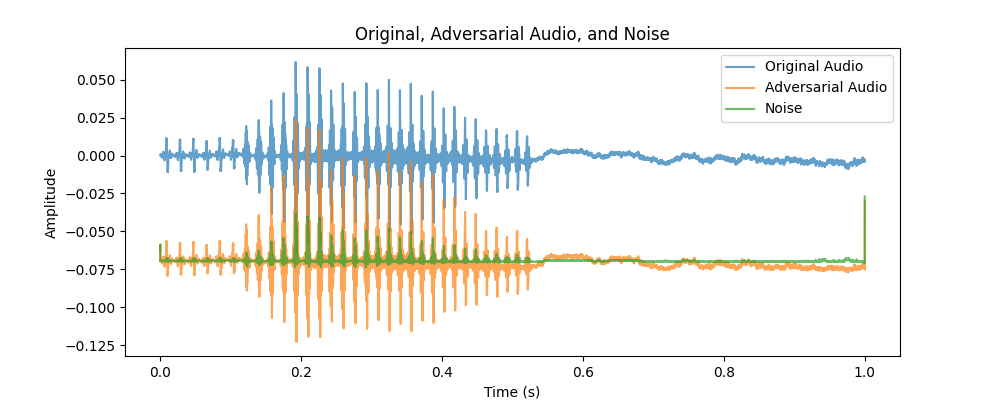 Original, Adversarial Audio, and Noise
Original Audio
Adversarial Audio
Noise
Amplitude
0.050
0.025
0.000
−0.025
−0.050
−0.075
−0.100
−0.125
0.0 0.2 0.4 0.6 0.8 1.0
Time (s)